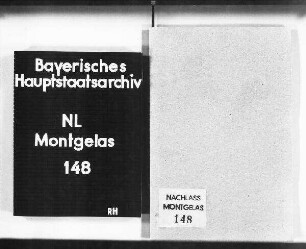 Bayerisches
Hauptstaatsarchiv
NL
Montgelas
148
RH
NACHLASS
MONTGELAS
148